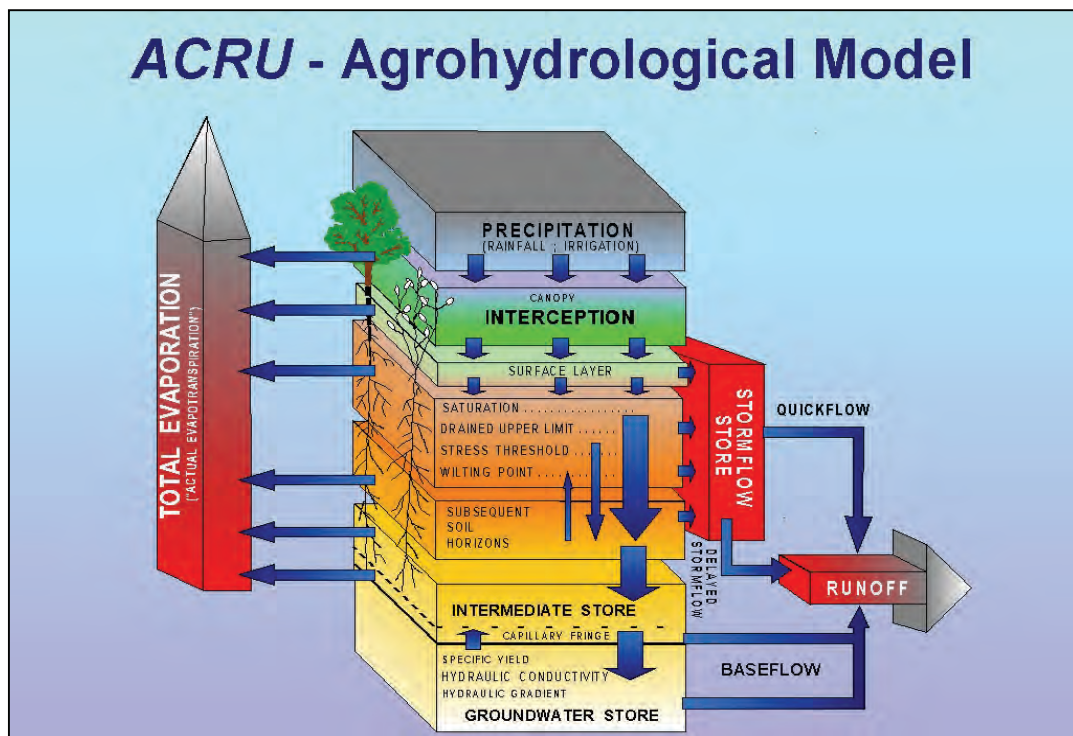 ACRU - Agrohydrological Model
TOTAL EVAPORATION
("ACTUAL EVAPOTRANSPIRATION")
PRECIPITATION
(RAINFALL ; IRRIGATION)
CANOPY
INTERCEPTION
SURFACE LAYER
SATURATION . . . . . . . . . . . . . . . . .
DRAINED UPPER LIMIT . . . . . .
STRESS THRESHOLD . . . . . . . .
WILTING POINT . . . . . . . . . . . . .
SUBSEQUENT
SOIL
HORIZONS
STORMFLOW
STORE
QUICKFLOW
DELAYED
STORMFLOW
RUNOFF
INTERMEDIATE STORE
CAPILLARY FRINGE
SPECIFIC YIELD
HYDRAULIC CONDUCTIVITY
HYDRAULIC GRADIENT
GROUNDWATER STORE
BASEFLOW